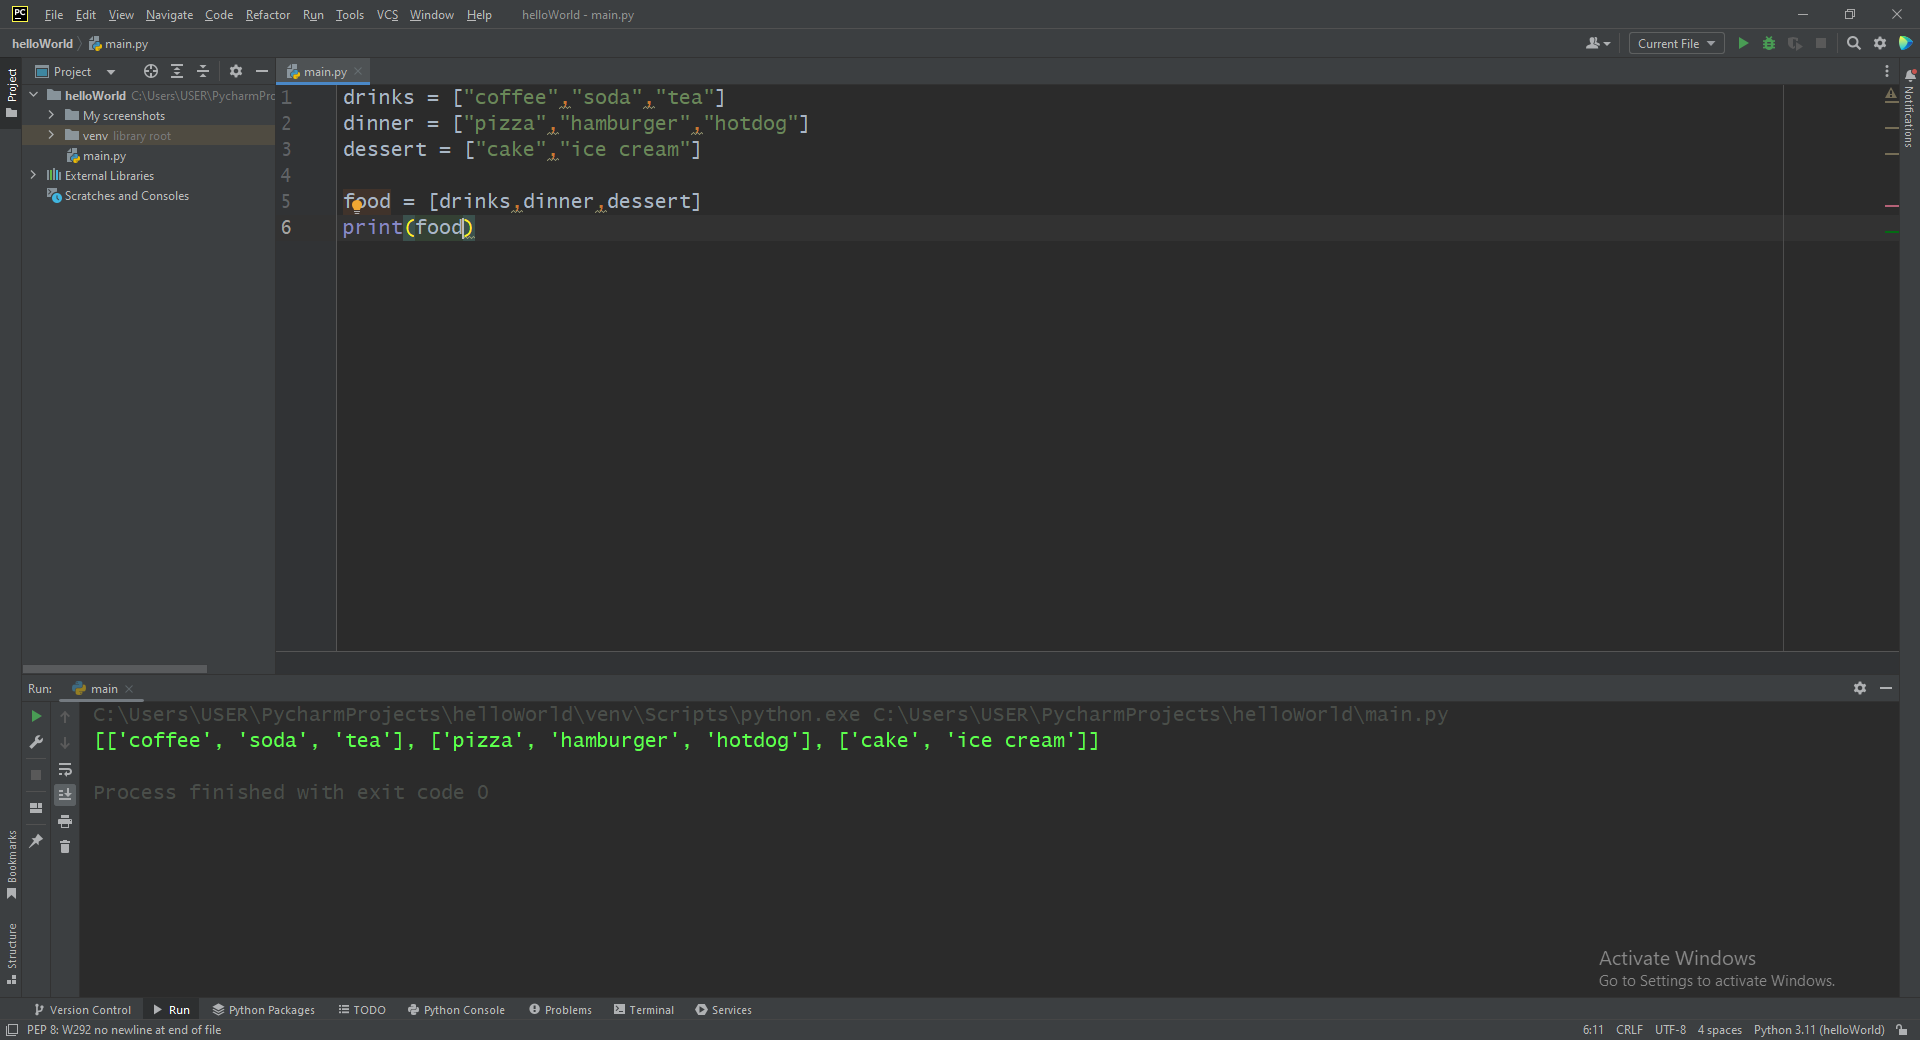 PC File Edit View Navigate Code Refactor Run Tools VCS Window Help helloWorld - main.py
helloWorld main.py Current File
Project Project main.py
helloWorld C:\Users\USER\PycharmPro
My screenshots
venv library root
main.py
External Libraries
Scratches and Consoles
1 drinks = ["coffee","soda","tea"]
2 dinner = ["pizza","hamburger","hotdog"]
3 dessert = ["cake","ice cream"]
4
5 food = [drinks,dinner,dessert]
6 print(food)
Notifications
Run: main
C:\Users\USER\PycharmProjects\helloWorld\venv\Scripts\python.exe C:\Users\USER\PycharmProjects\helloWorld\main.py
[['coffee', 'soda', 'tea'], ['pizza', 'hamburger', 'hotdog'], ['cake', 'ice cream']]
Process finished with exit code 0
Bookmarks
Structure
Activate Windows
Go to Settings to activate Windows.
Version Control Run Python Packages TODO Python Console Problems Terminal Services
PEP 8: W292 no newline at end of file 6:11 CRLF UTF-8 4 spaces Python 3.11 (helloWorld)